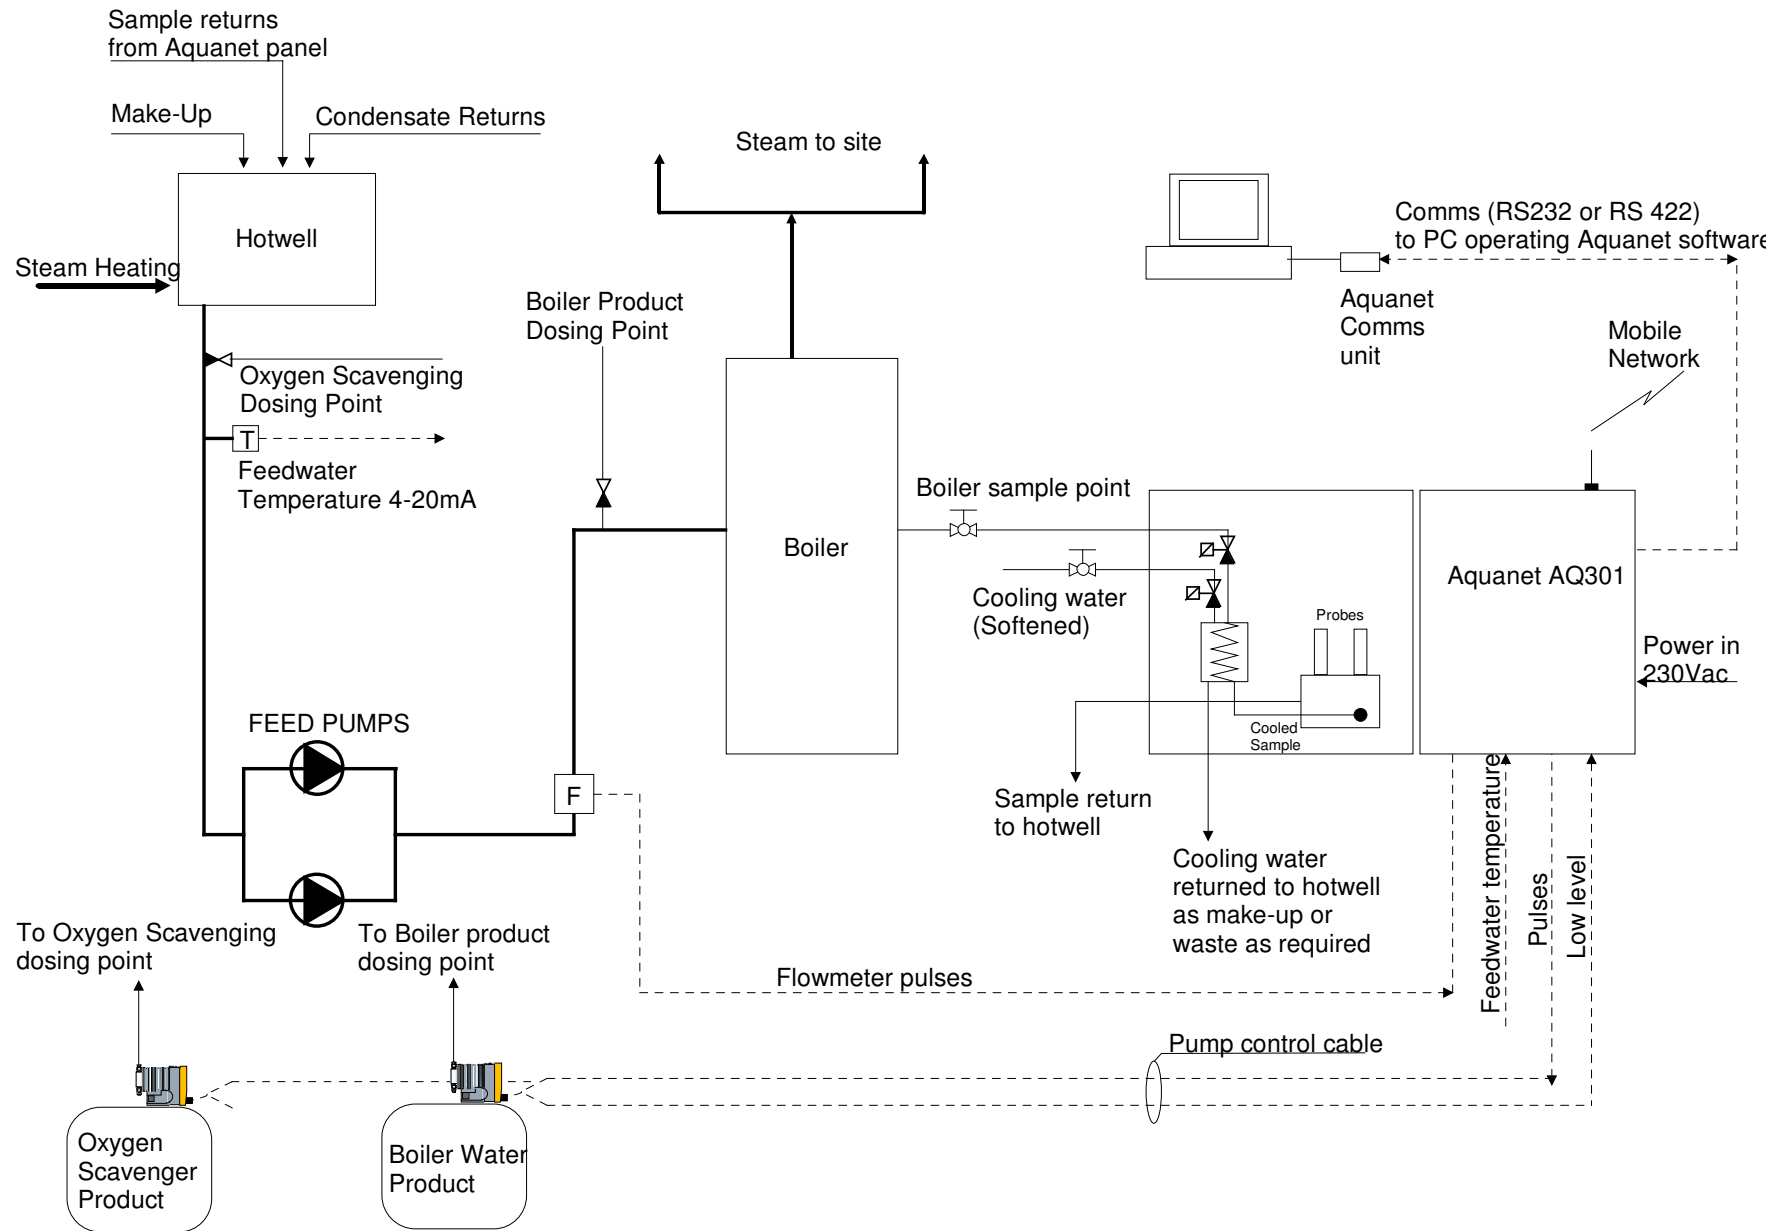 Sample returns
from Aquanet panel
Make-Up
Condensate Returns
Hotwell
Steam Heating
Oxygen Scavenging
Dosing Point
T
Feedwater
Temperature 4-20mA
Boiler Product
Dosing Point
Steam to site
Boiler
Boiler sample point
Cooling water
(Softened)
Comms (RS232 or RS 422)
to PC operating Aquanet software
Aquanet
Comms
unit
Mobile
Network
Aquanet AQ301
Probes
Power in
230Vac
Cooled
Sample
FEED PUMPS
F
Sample return
to hotwell
Cooling water
returned to hotwell
as make-up or
waste as required
Feedwater temperature
Pulses
Low level
To Oxygen Scavenging
dosing point
To Boiler product
dosing point
Flowmeter pulses
Pump control cable
Oxygen
Scavenger
Product
Boiler Water
Product